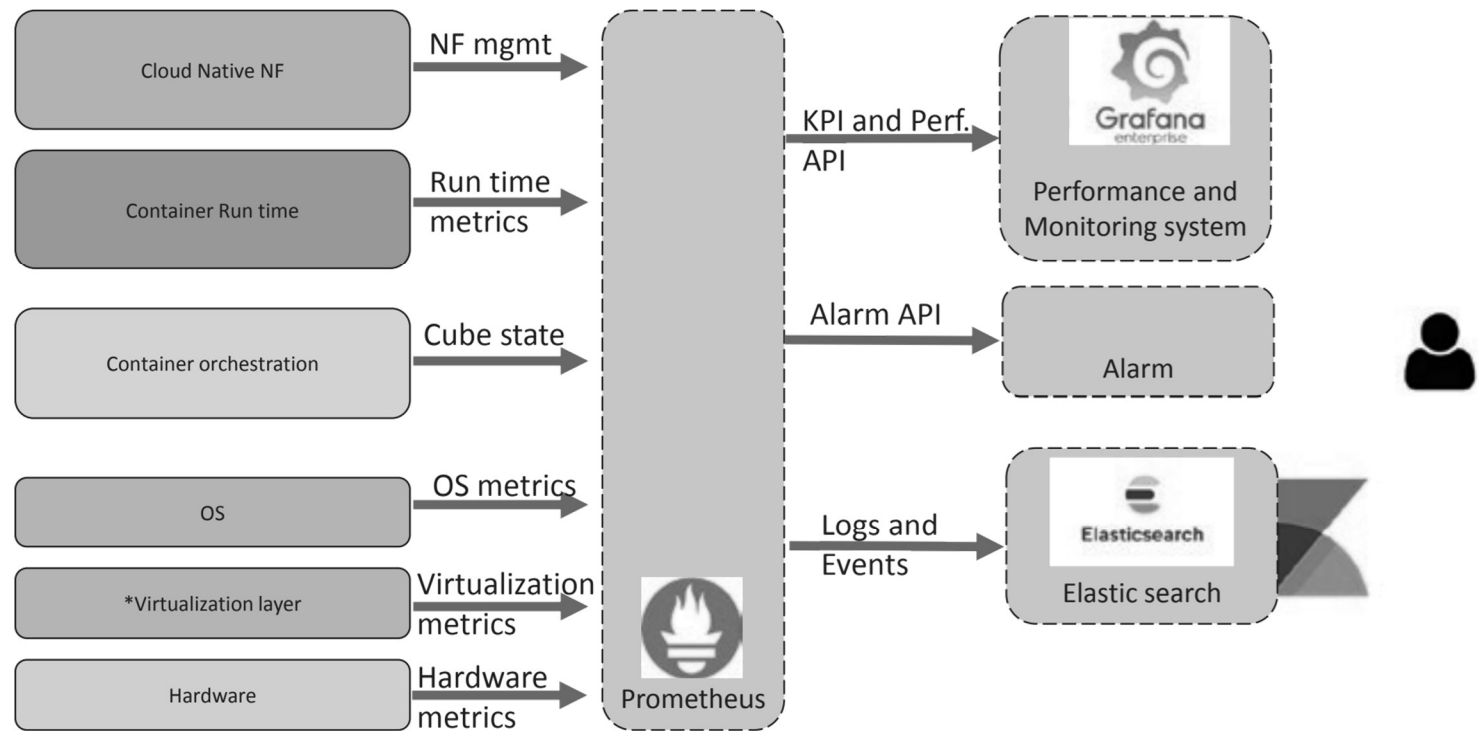 Cloud Native NF
NF mgmt
Container Run time
Run time
metrics
Container orchestration
Cube state
OS
OS metrics
*Virtualization layer
Virtualization
metrics
Hardware
Hardware
metrics
Prometheus
KPI and Perf.
API
Alarm API
Logs and
Events
Grafana
enterprise
Performance and
Monitoring system
Alarm
Elasticsearch
Elastic search